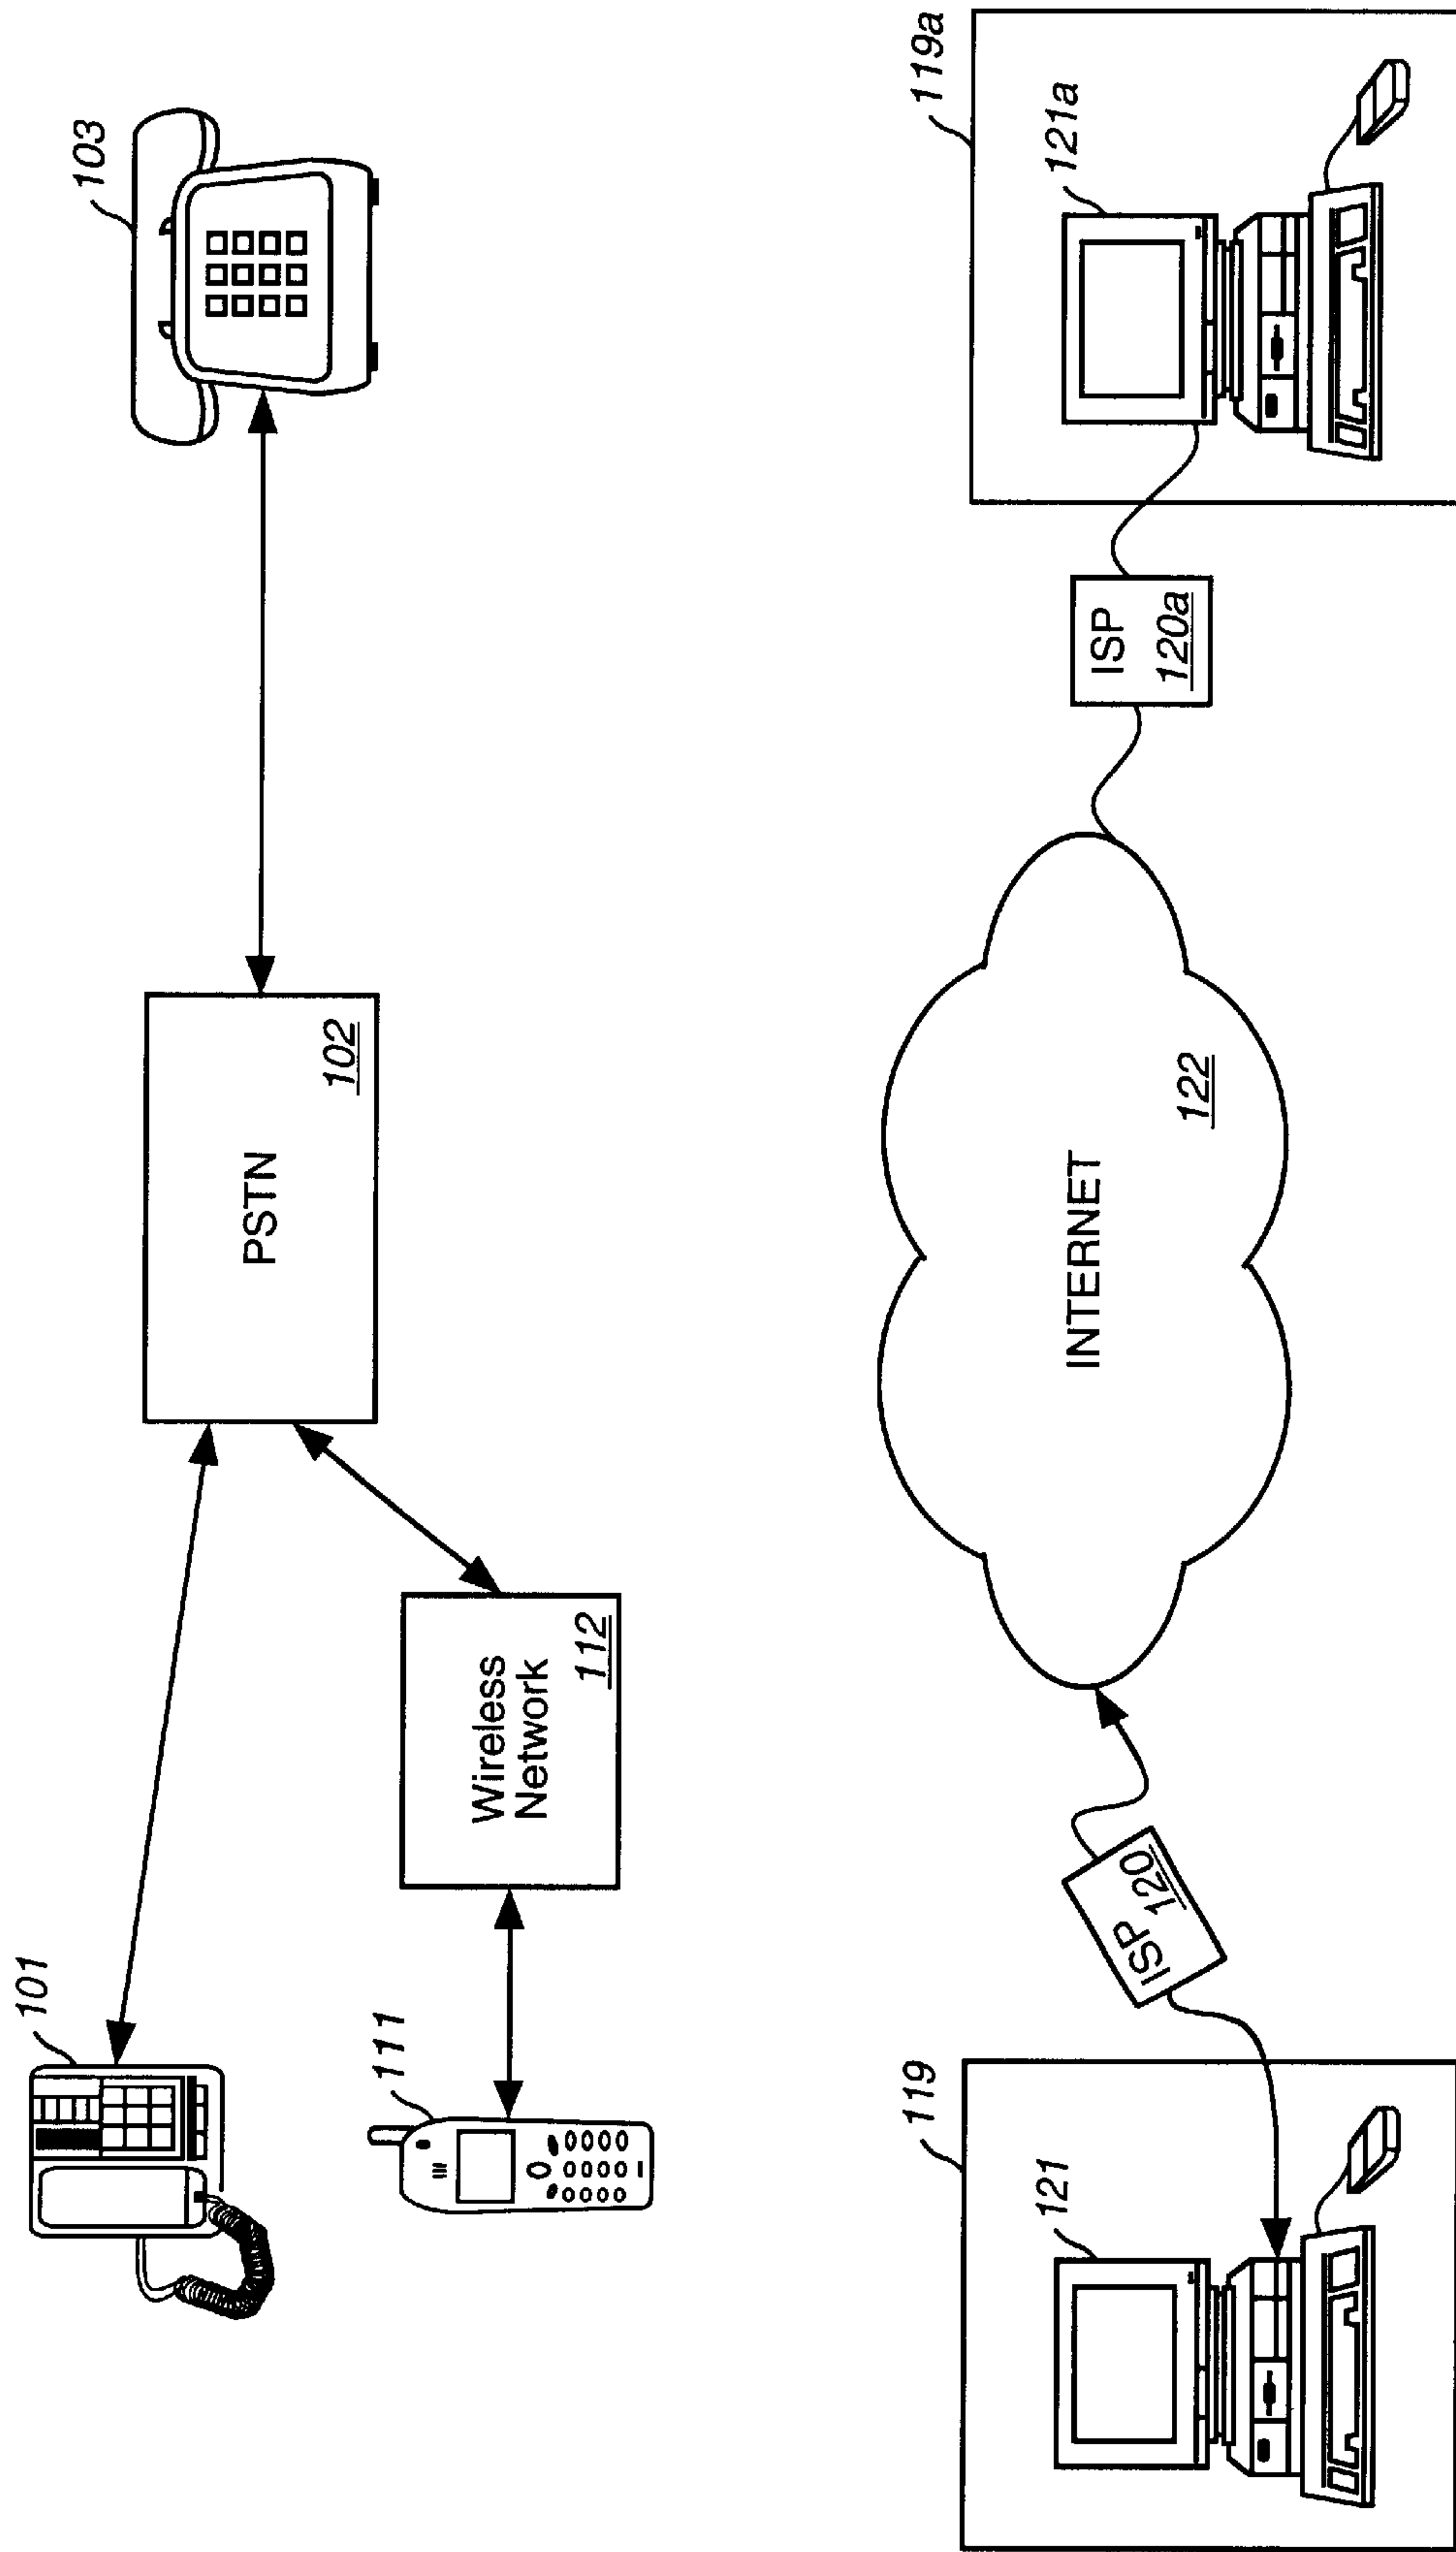 101
103
PSTN
102
111
Wireless
Network
112
119
119a
121
121a
ISP 120
INTERNET
122
ISP
120a